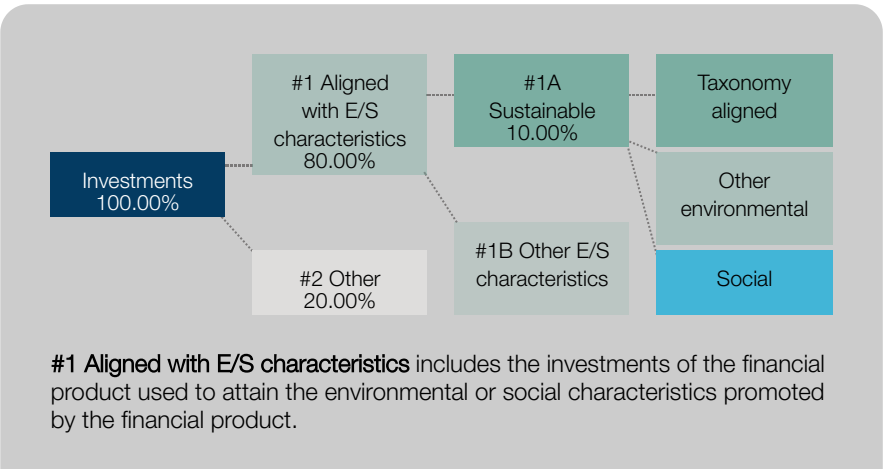 Investments
100.00%
#1 Aligned
with E/S
characteristics
80.00%
#2 Other
20.00%
#1A
Sustainable
10.00%
#1B Other E/S
characteristics
Taxonomy
aligned
Other
environmental
Social
#1 Aligned with E/S characteristics includes the investments of the financial
product used to attain the environmental or social characteristics promoted
by the financial product.